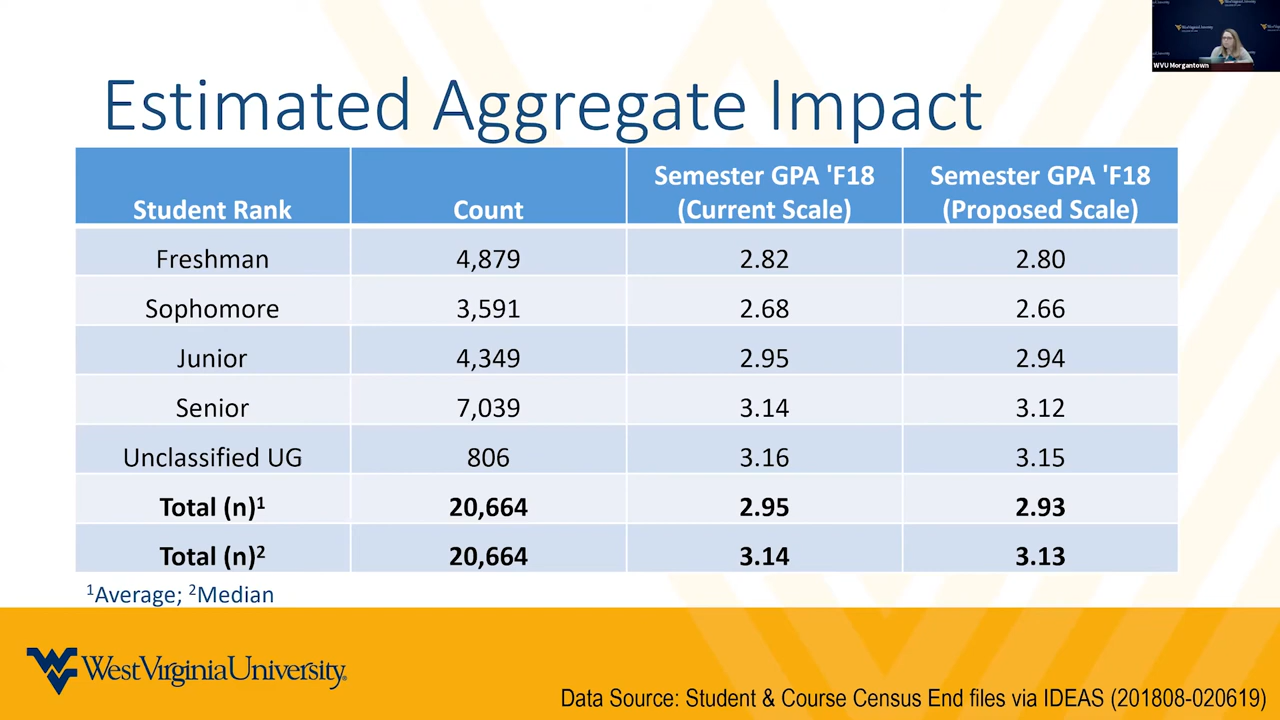 WestVirginiaUniversity
WVU Morgantown
Estimated Aggregate Impact
Student Rank Count Semester GPA 'F18 (Current Scale) Semester GPA 'F18 (Proposed Scale)
Freshman 4,879 2.82 2.80
Sophomore 3,591 2.68 2.66
Junior 4,349 2.95 2.94
Senior 7,039 3.14 3.12
Unclassified UG 806 3.16 3.15
Total (n)¹ 20,664 2.95 2.93
Total (n)² 20,664 3.14 3.13
¹Average; ²Median
WestVirginiaUniversity®
Data Source: Student & Course Census End files via IDEAS (201808-020619)